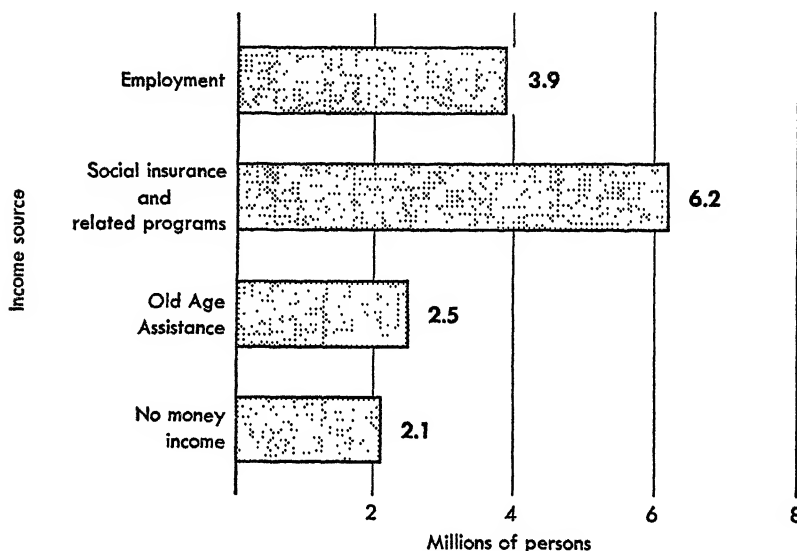 Employment
3.9
Social insurance
and
related programs
6.2
Old Age
Assistance
2.5
No money
income
2.1
Income source
2
4
6
8
Millions of persons